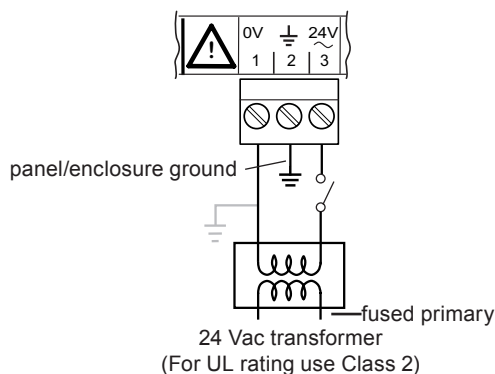 !
0V ⏚ 24V
~
1 2 3
panel/enclosure ground
fused primary
24 Vac transformer
(For UL rating use Class 2)